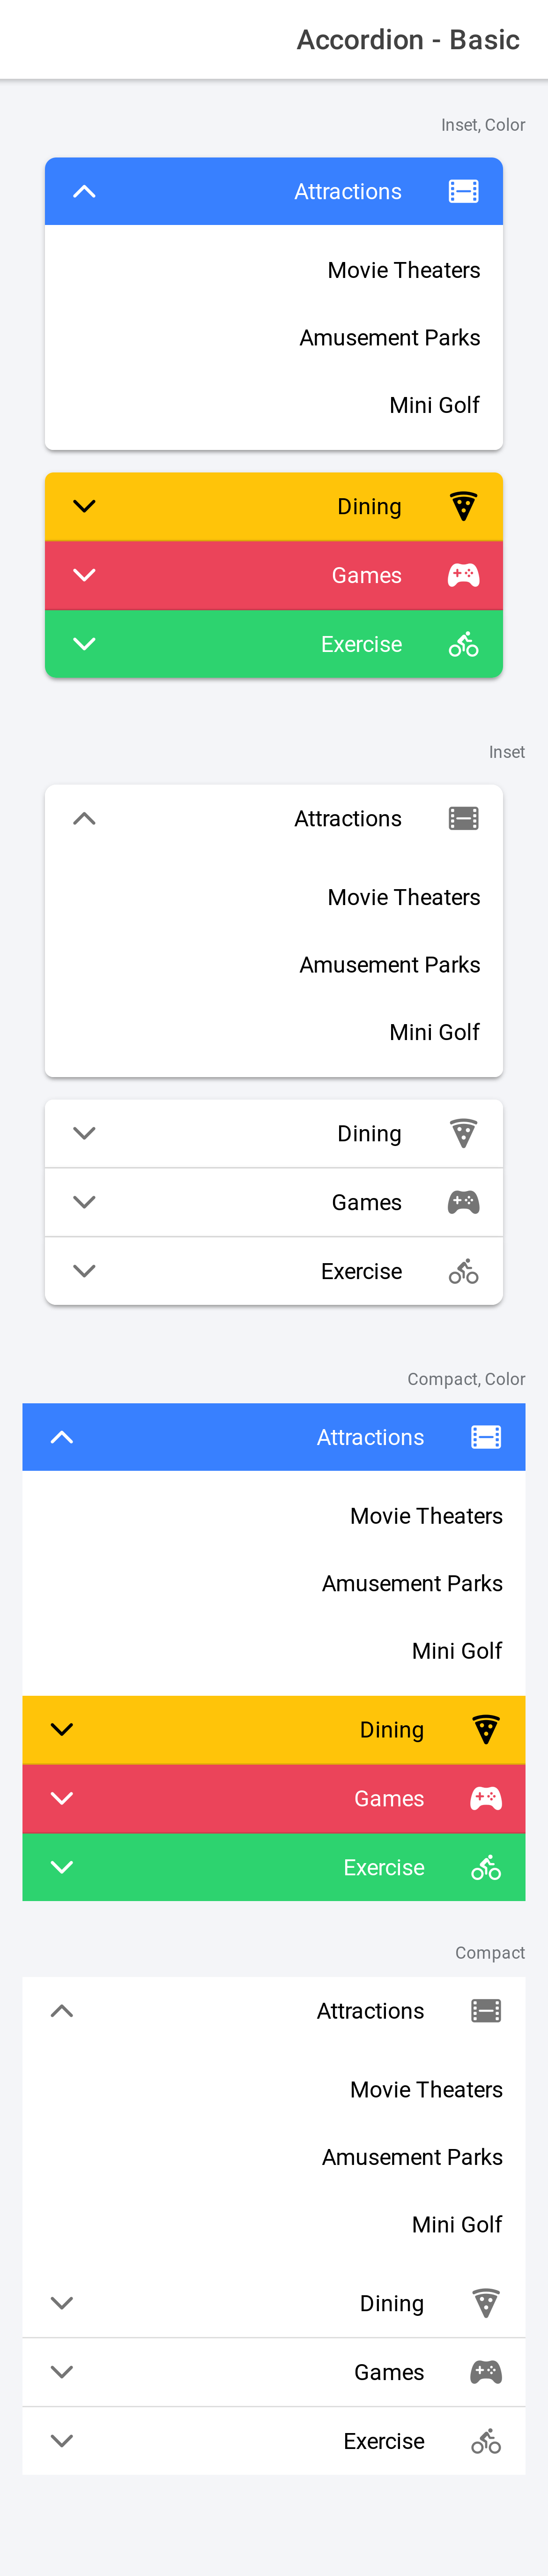 Accordion - Basic
Inset, Color
Attractions
Movie Theaters
Amusement Parks
Mini Golf
Dining
Games
Exercise
Inset
Attractions
Movie Theaters
Amusement Parks
Mini Golf
Dining
Games
Exercise
Compact, Color
Attractions
Movie Theaters
Amusement Parks
Mini Golf
Dining
Games
Exercise
Compact
Attractions
Movie Theaters
Amusement Parks
Mini Golf
Dining
Games
Exercise